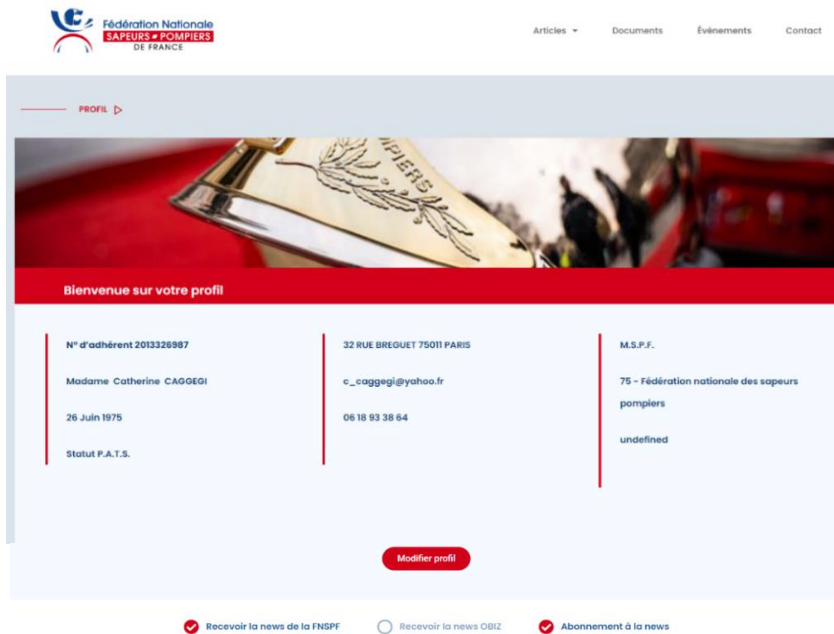 Fédération Nationale
SAPEURS - POMPIERS
DE FRANCE
Articles
Documents
Évènements
Contact
PROFIL
POMPIERS
Bienvenue sur votre profil
N° d'adhérent 2013326987
Madame Catherine CAGGEGI
26 Juin 1975
Statut P.A.T.S.
32 RUE BREGUET 75011 PARIS
c_caggegi@yahoo.fr
06 18 93 38 64
M.S.P.F.
75 - Fédération nationale des sapeurs
pompiers
undefined
Modifier profil
Recevoir la news de la FNSPF
Recevoir la news OBIZ
Abonnement à la news